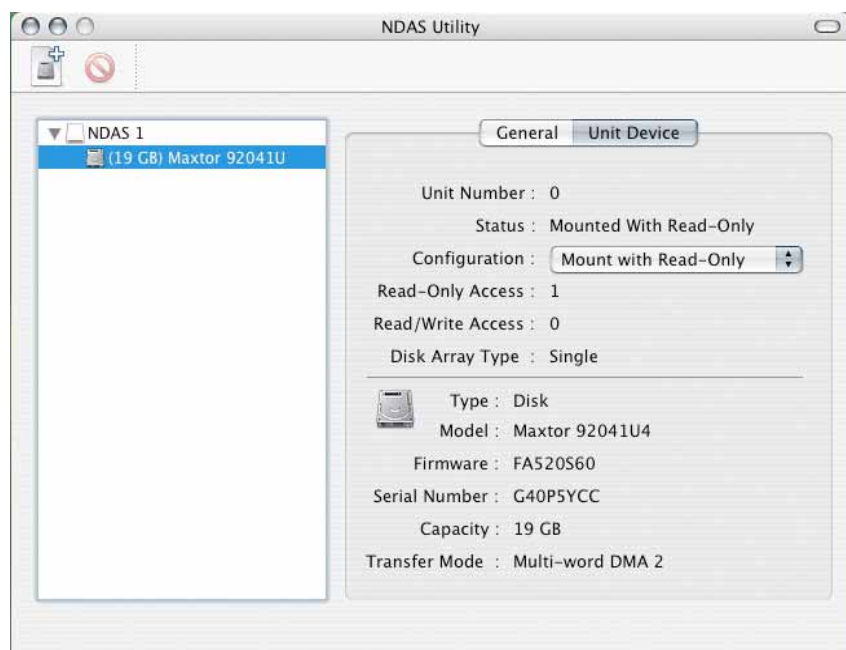 NDAS Utility
NDAS 1
(19 GB) Maxtor 92041U
General Unit Device
Unit Number : 0
Status : Mounted With Read-Only
Configuration : Mount with Read-Only
Read-Only Access : 1
Read/Write Access : 0
Disk Array Type : Single
Type : Disk
Model : Maxtor 92041U4
Firmware : FA520S60
Serial Number : G40P5YCC
Capacity : 19 GB
Transfer Mode : Multi-word DMA 2